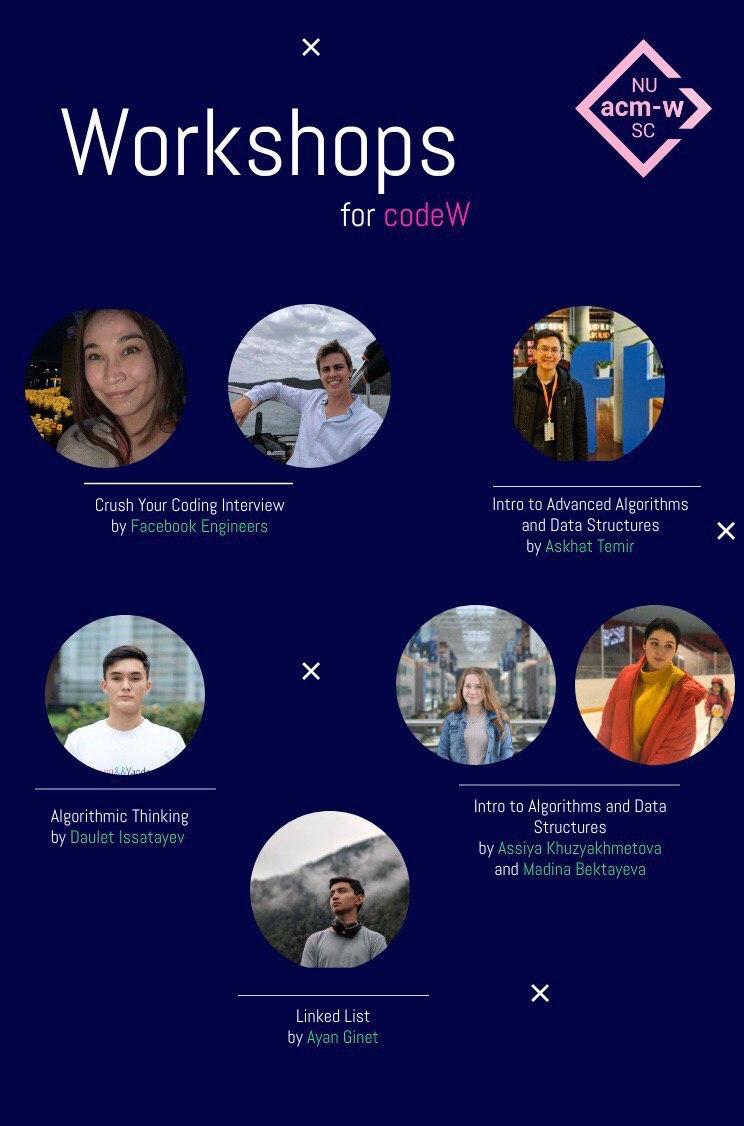 NU
acm-w
SC
Workshops
for codeW
Crush Your Coding Interview
by Facebook Engineers
Intro to Advanced Algorithms
and Data Structures
by Askhat Temir
Algorithmic Thinking
by Daulet Issatayev
Intro to Algorithms and Data
Structures
by Assiya Khuzyakhmetova
and Madina Bektayeva
Linked List
by Ayan Ginet